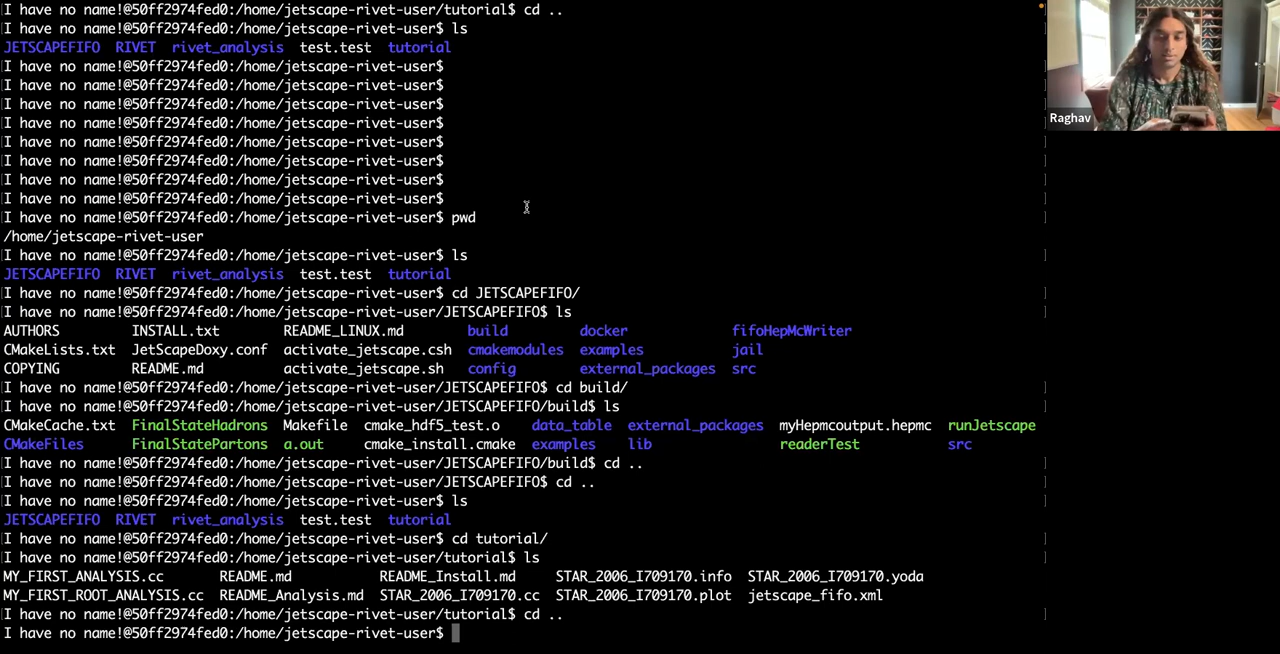 I have no name!@50ff2974fed0:/home/jetscape-rivet-user/tutorial$ cd ..
I have no name!@50ff2974fed0:/home/jetscape-rivet-user$ ls
JETSCAPEFIFO RIVET rivet_analysis test.test tutorial
I have no name!@50ff2974fed0:/home/jetscape-rivet-user$
I have no name!@50ff2974fed0:/home/jetscape-rivet-user$
I have no name!@50ff2974fed0:/home/jetscape-rivet-user$
I have no name!@50ff2974fed0:/home/jetscape-rivet-user$
I have no name!@50ff2974fed0:/home/jetscape-rivet-user$
I have no name!@50ff2974fed0:/home/jetscape-rivet-user$
I have no name!@50ff2974fed0:/home/jetscape-rivet-user$
I have no name!@50ff2974fed0:/home/jetscape-rivet-user$
I have no name!@50ff2974fed0:/home/jetscape-rivet-user$ pwd
/home/jetscape-rivet-user
I have no name!@50ff2974fed0:/home/jetscape-rivet-user$ ls
JETSCAPEFIFO RIVET rivet_analysis test.test tutorial
I have no name!@50ff2974fed0:/home/jetscape-rivet-user$ cd JETSCAPEFIFO/
I have no name!@50ff2974fed0:/home/jetscape-rivet-user/JETSCAPEFIFO$ ls
AUTHORS INSTALL.txt README_LINUX.md build docker fifoHepMcWriter
CMakeLists.txt JetScapeDoxy.conf activate_jetscape.csh cmakemodules examples jail
COPYING README.md activate_jetscape.sh config external_packages src
I have no name!@50ff2974fed0:/home/jetscape-rivet-user/JETSCAPEFIFO$ cd build/
I have no name!@50ff2974fed0:/home/jetscape-rivet-user/JETSCAPEFIFO/build$ ls
CMakeCache.txt FinalStateHadrons Makefile cmake_hdf5_test.o data_table external_packages myHepmcoutput.hepmc runJetscape
CMakeFiles FinalStatePartons a.out cmake_install.cmake examples lib readerTest src
I have no name!@50ff2974fed0:/home/jetscape-rivet-user/JETSCAPEFIFO/build$ cd ..
I have no name!@50ff2974fed0:/home/jetscape-rivet-user/JETSCAPEFIFO$ cd ..
I have no name!@50ff2974fed0:/home/jetscape-rivet-user$ ls
JETSCAPEFIFO RIVET rivet_analysis test.test tutorial
I have no name!@50ff2974fed0:/home/jetscape-rivet-user$ cd tutorial/
I have no name!@50ff2974fed0:/home/jetscape-rivet-user/tutorial$ ls
MY_FIRST_ANALYSIS.cc README.md README_Install.md STAR_2006_I709170.info STAR_2006_I709170.yoda
MY_FIRST_ROOT_ANALYSIS.cc README_Analysis.md STAR_2006_I709170.cc STAR_2006_I709170.plot jetscape_fifo.xml
I have no name!@50ff2974fed0:/home/jetscape-rivet-user/tutorial$ cd ..
I have no name!@50ff2974fed0:/home/jetscape-rivet-user$
Raghav